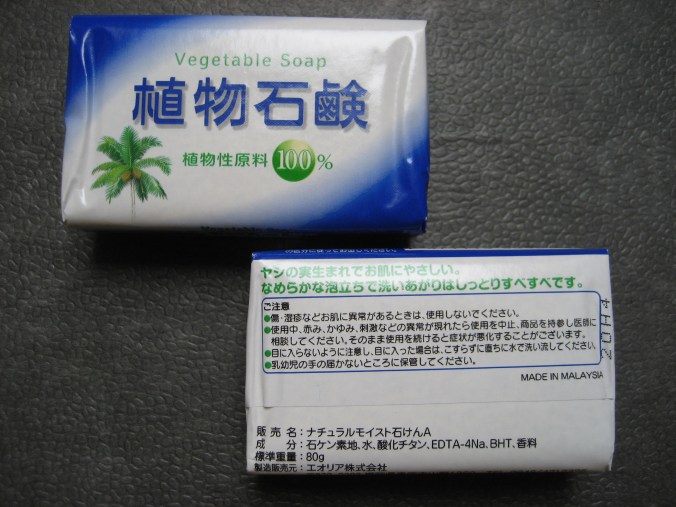 Vegetable Soap
植物石鹸
植物性原料 100%
ヤシの実生まれでお肌にやさしい。
なめらかな泡立ちで洗いあがりはしっとりすべすべです。
ご注意
●傷・湿疹などお肌に異常があるときは、使用しないでください。
●使用中、赤み、かゆみ、刺激などの異常が現れたら使用を中止、商品を持参し医師に
相談してください。そのまま使用を続けると症状が悪化することがございます。
●目に入らないように注意し、目に入った場合は、こすらずに直ちに水で洗い流してください。
●乳幼児の手の届かないところに保管してください。
MADE IN MALAYSIA
販売名:ナチュラルモイスト石けんA
成分:石ケン素地、水、酸化チタン、EDTA-4Na、BHT、香料
標準重量:80g
製造販売元:エオリア株式会社
20H4